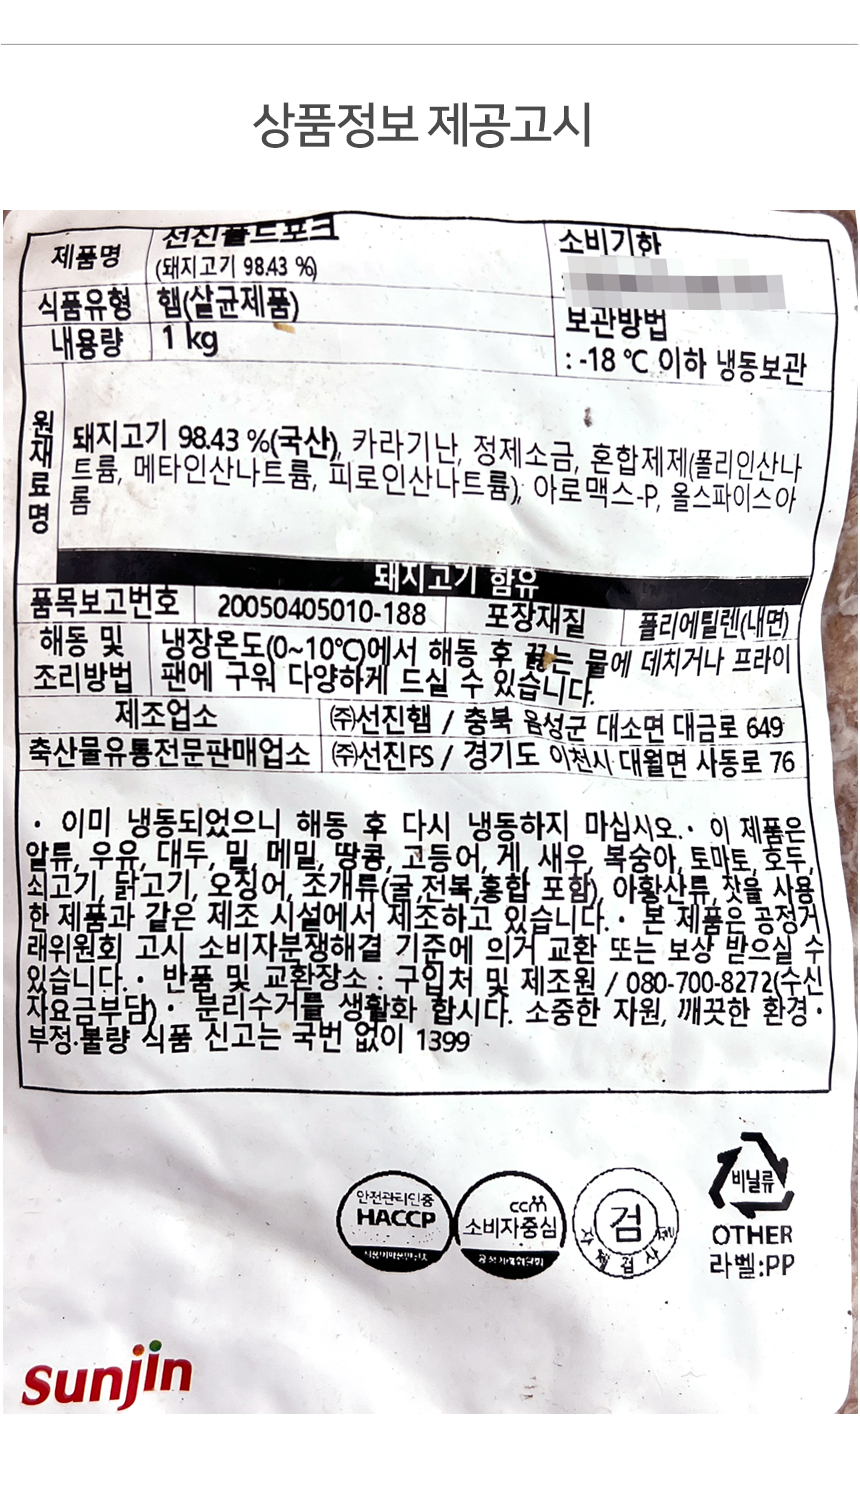 상품정보 제공고시
제품명
선진풀드포크
(돼지고기 98.43 %)
소비기한
식품유형
햄(살균제품)
내용량
1 kg
보관방법
: -18 ℃ 이하 냉동보관
원재료명
돼지고기 98.43 %(국산), 카라기난, 정제소금, 혼합제제(폴리인산나
트륨, 메타인산나트륨, 피로인산나트륨), 아로맥스-P, 올스파이스아
롬
돼지고기 함유
품목보고번호
20050405010-188
포장재질
폴리에틸렌(내면)
해동 및
조리방법
냉장온도(0~10℃)에서 해동 후 끓는 물에 데치거나 프라이
팬에 구워 다양하게 드실 수 있습니다.
제조업소
㈜선진햄 / 충북 음성군 대소면 대금로 649
축산물유통전문판매업소
㈜선진FS / 경기도 이천시 대월면 사동로 76
· 이미 냉동되었으니 해동 후 다시 냉동하지 마십시오.· 이 제품은
알류, 우유, 대두, 밀, 메밀, 땅콩, 고등어, 게, 새우, 복숭아, 토마토, 호두,
쇠고기, 닭고기, 오징어, 조개류(굴,전복,홍합 포함), 아황산류, 잣을 사용
한 제품과 같은 제조 시설에서 제조하고 있습니다.· 본 제품은 공정거
래위원회 고시 소비자분쟁해결 기준에 의거 교환 또는 보상 받으실 수
있습니다.· 반품 및 교환장소 : 구입처 및 제조원 / 080-700-8272(수신
자요금부담)· 분리수거를 생활화 합시다. 소중한 자원, 깨끗한 환경·
부정·불량 식품 신고는 국번 없이 1399
안전관리인증
HACCP
ccm
소비자중심
공정거래위원회
검
자체검사필
비닐류
OTHER
라벨:PP
sunjin